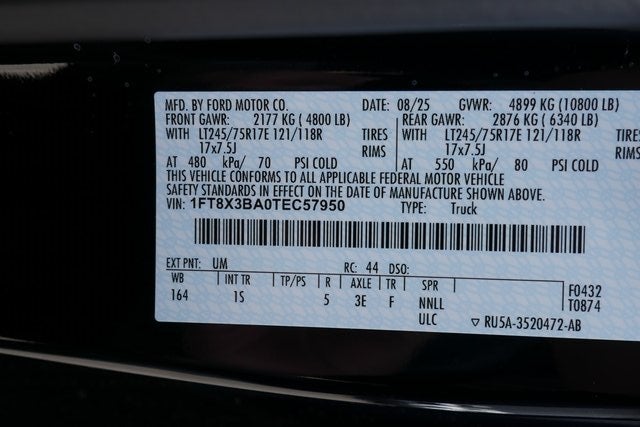 MFD. BY FORD MOTOR CO. DATE: 08/25 GVWR: 4899 KG (10800 LB)
FRONT GAWR: 2177 KG ( 4800 LB) REAR GAWR: 2876 KG ( 6340 LB)
WITH LT245/75R17E 121/118R TIRES WITH LT245/75R17E 121/118R TIRES
17x7.5J RIMS 17x7.5J RIMS
AT 480 kPa/ 70 PSI COLD AT 550 kPa/ 80 PSI COLD
THIS VEHICLE CONFORMS TO ALL APPLICABLE FEDERAL MOTOR VEHICLE
SAFETY STANDARDS IN EFFECT ON THE DATE OF MANUFACTURE SHOWN ABOVE.
VIN: 1FT8X3BA0TEC57950 TYPE: Truck
EXT PNT: UM RC: 44 DSO:
WB INT TR TP/PS R AXLE TR SPR F0432
164 1S 5 3E F NNLL T0874
ULC ▽ RU5A-3520472-AB